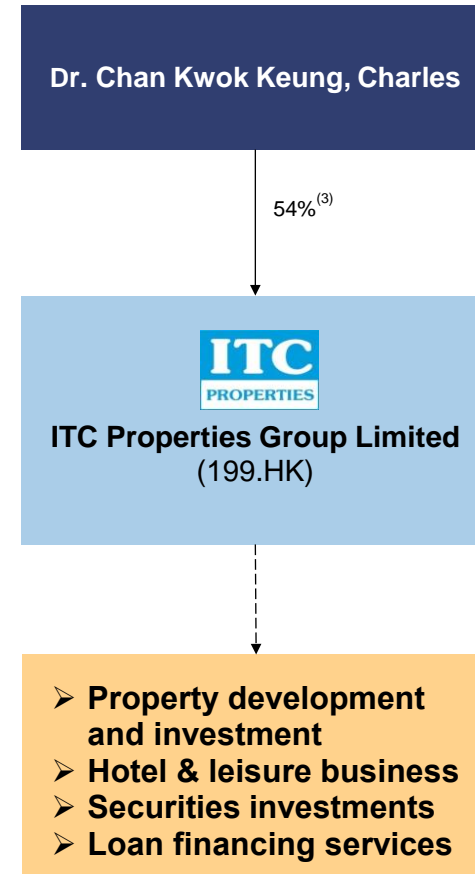 Dr. Chan Kwok Keung, Charles
54%(3)
ITC
PROPERTIES
ITC Properties Group Limited
(199.HK)
➢ Property development
and investment
➢ Hotel & leisure business
➢ Securities investments
➢ Loan financing services